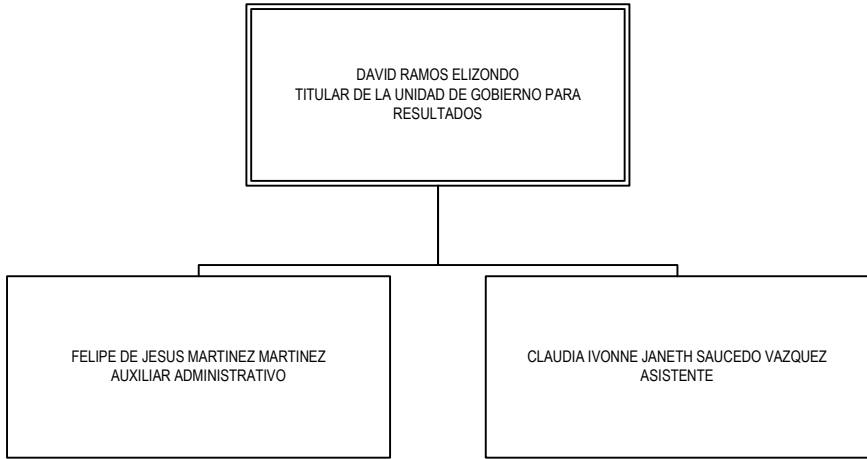 DAVID RAMOS ELIZONDO
TITULAR DE LA UNIDAD DE GOBIERNO PARA
RESULTADOS
FELIPE DE JESUS MARTINEZ MARTINEZ
AUXILIAR ADMINISTRATIVO
CLAUDIA IVONNE JANETH SAUCEDO VAZQUEZ
ASISTENTE